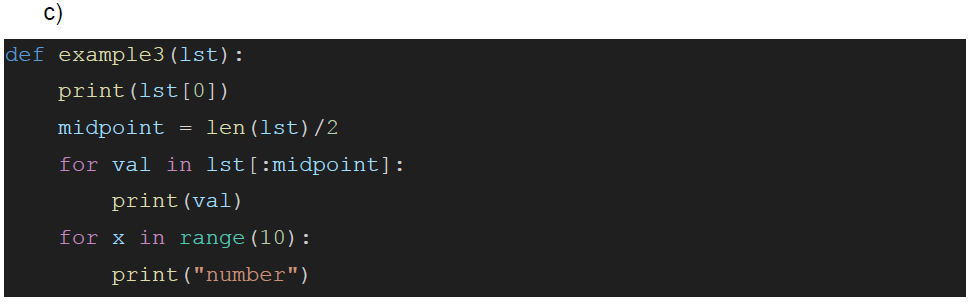 c)
def example3(lst):
    print(lst[0])
    midpoint = len(lst)/2
    for val in lst[:midpoint]:
        print(val)
    for x in range(10):
        print("number")